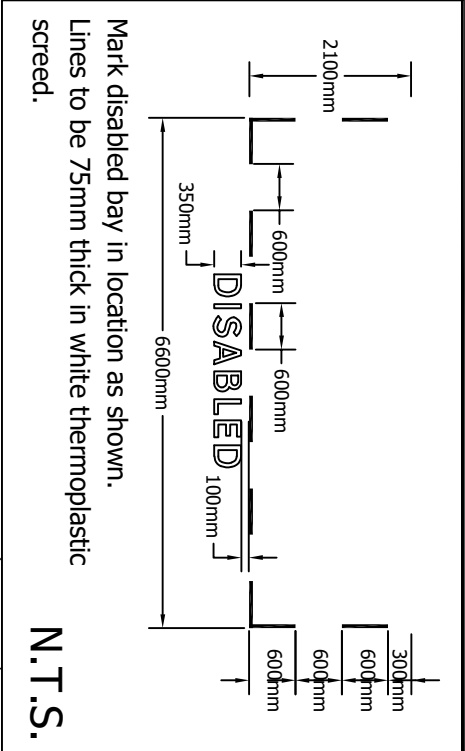 2100mm
600mm
600mm
350mm
DISABLED
100mm
6600mm
300mm
600mm
600mm
600mm
Mark disabled bay in location as shown.
Lines to be 75mm thick in white thermoplastic
screed.
N.T.S.